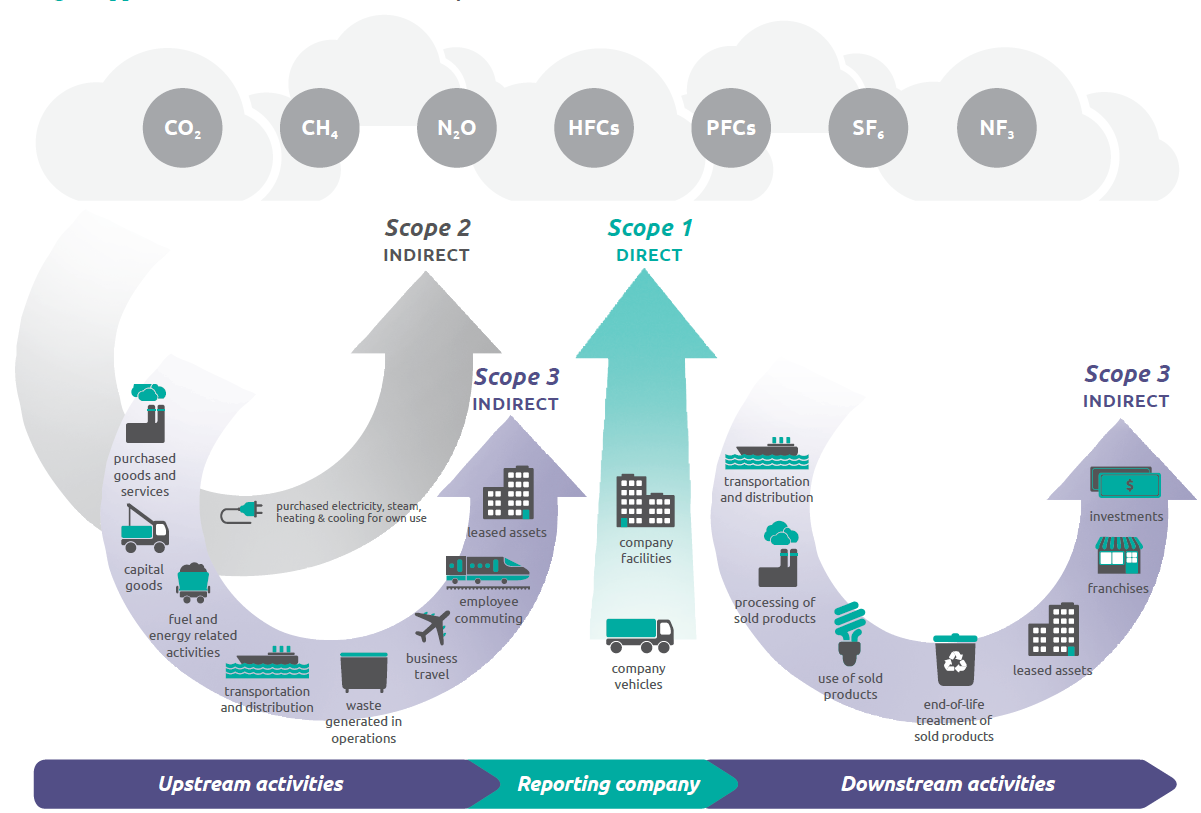 CO₂
CH₄
N₂O
HFCs
PFCs
SF₆
NF₃
Scope 2
INDIRECT
Scope 1
DIRECT
Scope 3
INDIRECT
Scope 3
INDIRECT
purchased
goods and
services
capital
goods
fuel and
energy related
activities
transportation
and distribution
waste
generated in
operations
business
travel
employee
commuting
leased assets
purchased electricity, steam,
heating & cooling for own use
company
facilities
company
vehicles
transportation
and distribution
processing of
sold products
use of sold
products
end-of-life
treatment of
sold products
leased assets
franchises
investments
$
Upstream activities
Reporting company
Downstream activities